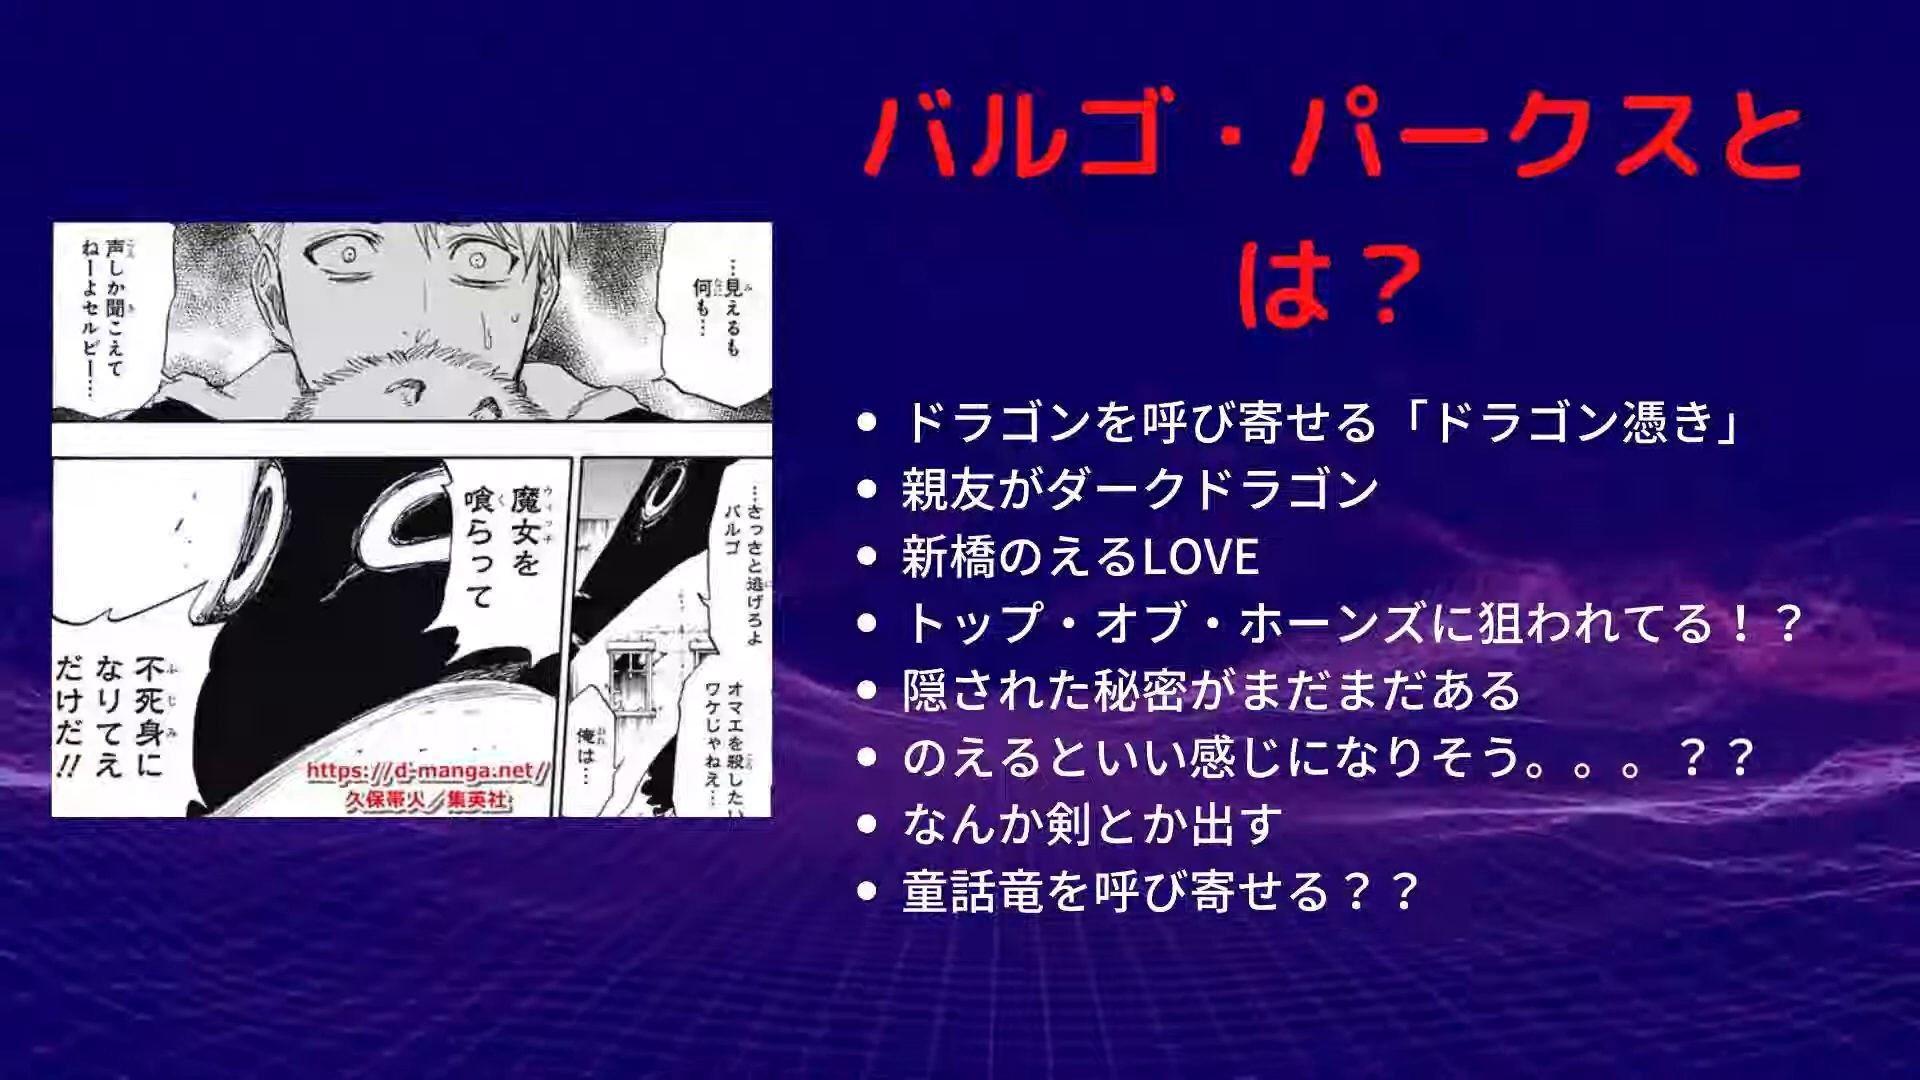 バルゴ・パークスと
は？
…見えるも
何も…
声しか聞こえて
ねーよセルビー…
…さっさと逃げろよ
バルゴ
オマエを殺したい
ワケじゃねえ…
俺は…
魔女を
喰らって
不死身に
なりてえ
だけだ!!
https://d-manga.net/
久保帯人／集英社
• ドラゴンを呼び寄せる「ドラゴン憑き」
• 親友がダークドラゴン
• 新橋のえるLOVE
• トップ・オブ・ホーンズに狙われてる！？
• 隠された秘密がまだまだある
• のえるといい感じになりそう。。。？？
• なんか剣とか出す
• 童話竜を呼び寄せる？？